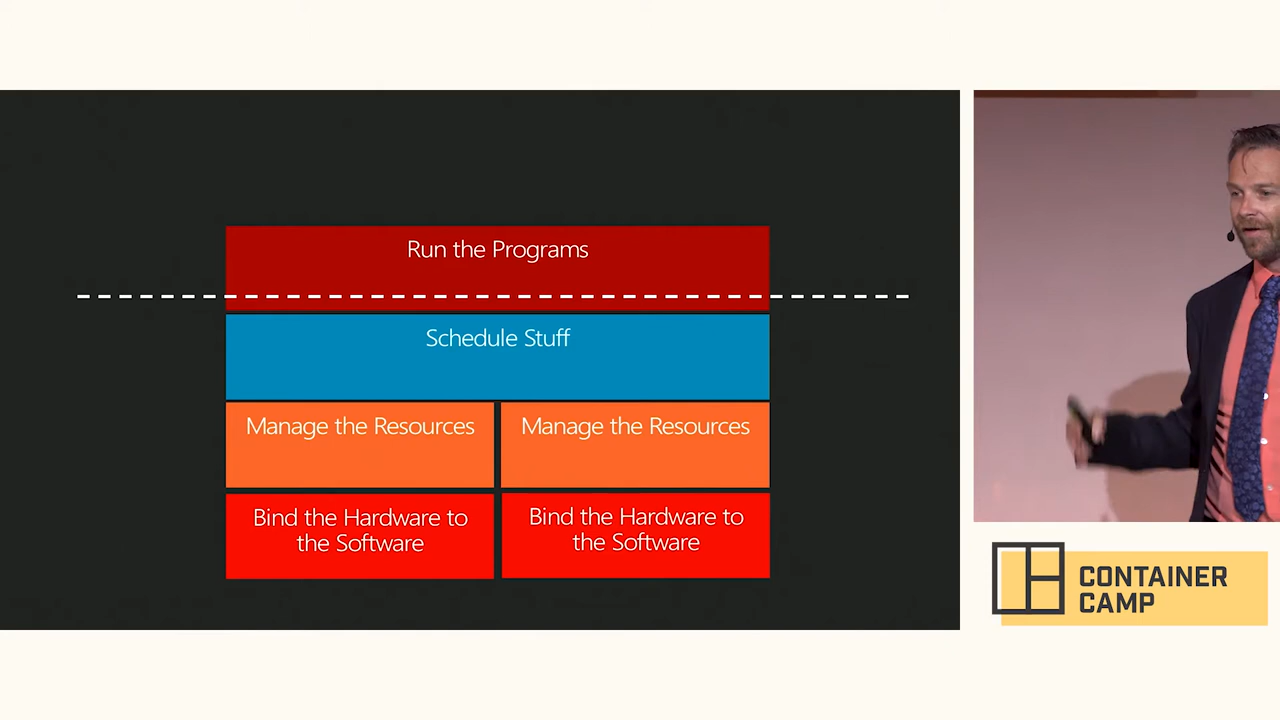 Run the Programs
Schedule Stuff
Manage the Resources
Manage the Resources
Bind the Hardware to
the Software
Bind the Hardware to
the Software
CONTAINER
CAMP